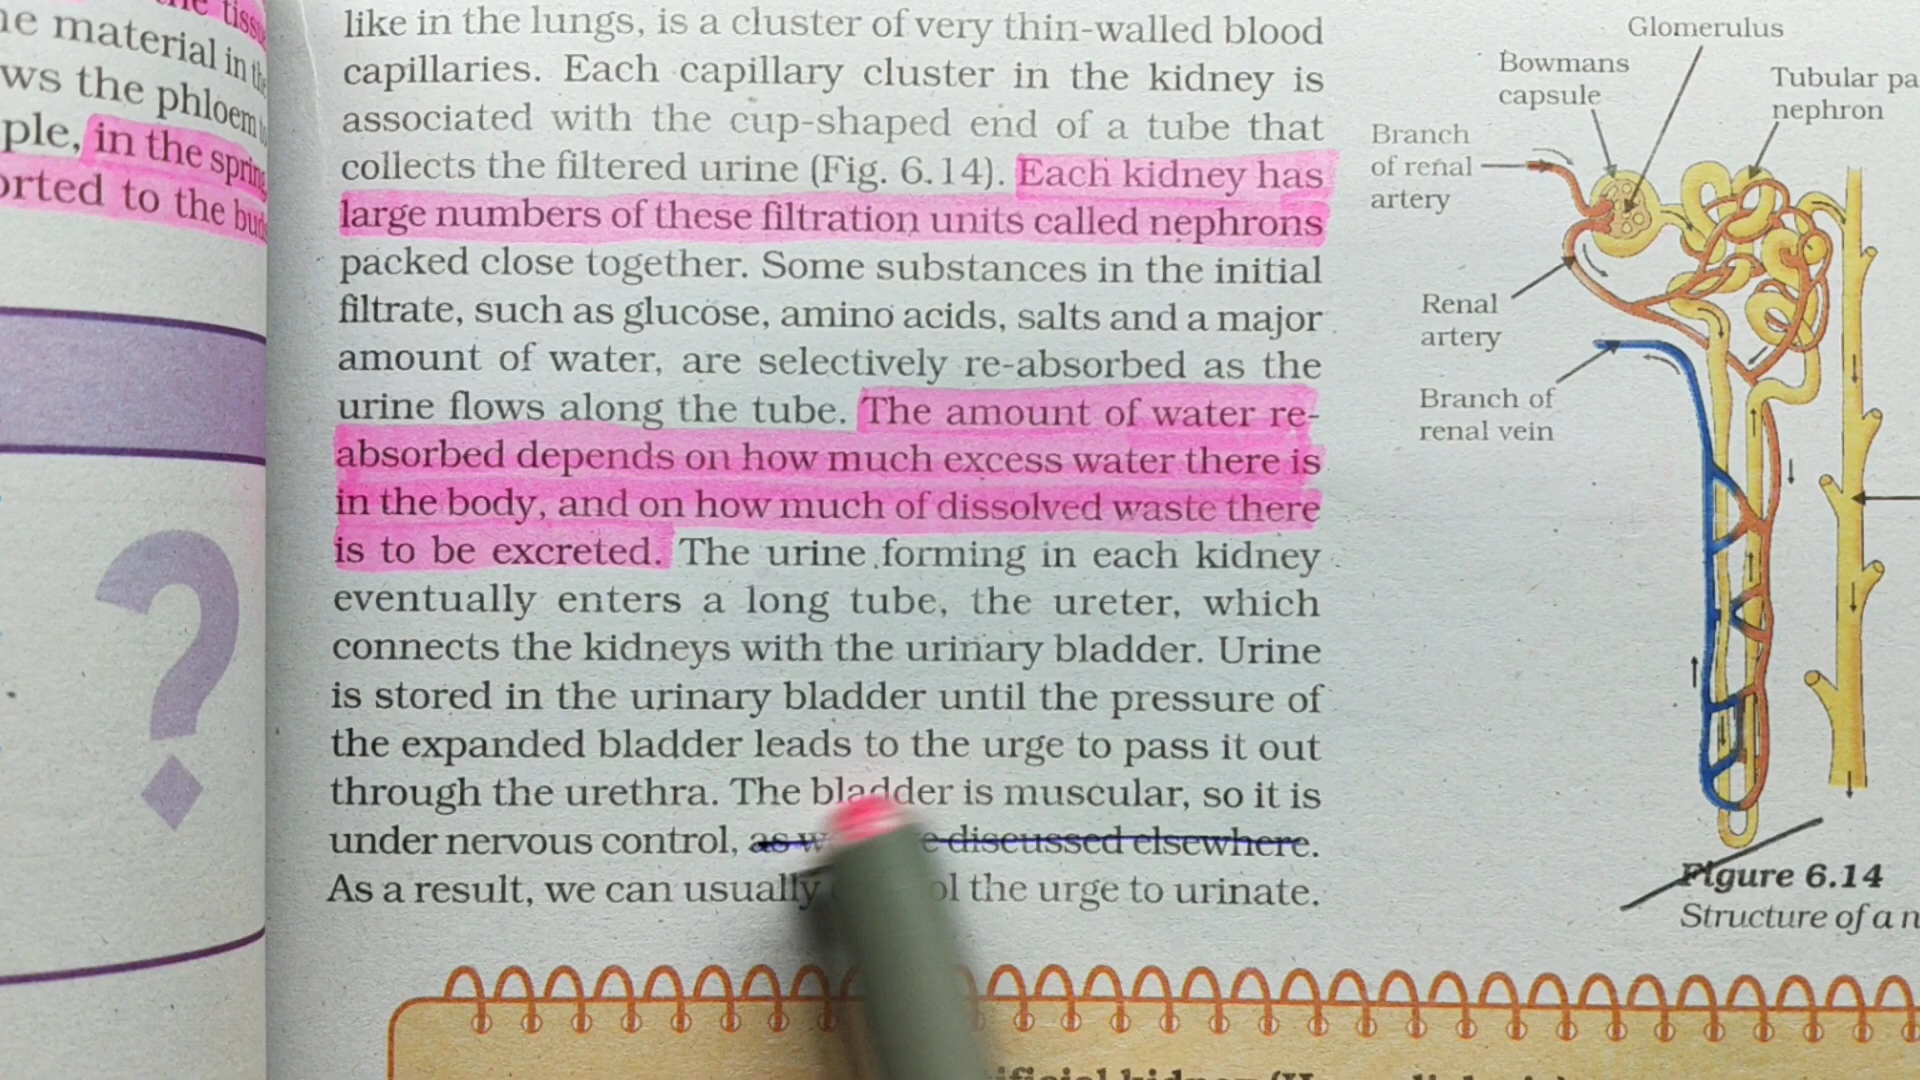 tiss
material in the
ws the phloem
ple, in the spring
orted to the bud
like in the lungs, is a cluster of very thin-walled blood
capillaries. Each capillary cluster in the kidney is
associated with the cup-shaped end of a tube that
collects the filtered urine (Fig. 6.14). Each kidney has
large numbers of these filtration units called nephrons
packed close together. Some substances in the initial
filtrate, such as glucose, amino acids, salts and a major
amount of water, are selectively re-absorbed as the
urine flows along the tube. The amount of water re-
absorbed depends on how much excess water there is
in the body, and on how much of dissolved waste there
is to be excreted. The urine forming in each kidney
eventually enters a long tube, the ureter, which
connects the kidneys with the urinary bladder. Urine
is stored in the urinary bladder until the pressure of
the expanded bladder leads to the urge to pass it out
through the urethra. The bladder is muscular, so it is
under nervous control, as discussed elsewhere.
As a result, we can usually the urge to urinate.
Glomerulus
Bowmans
capsule
Tubular pa
nephron
Branch
of renal
artery
Renal
artery
Branch of
renal vein
Figure 6.14
Structure of a n
?